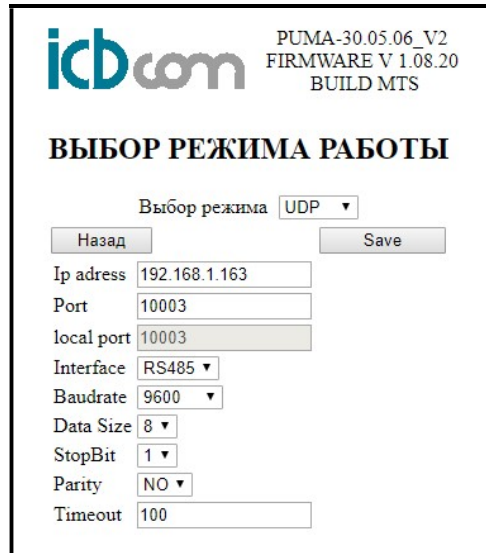 icbcom
PUMA-30.05.06_V2
FIRMWARE V 1.08.20
BUILD MTS
ВЫБОР РЕЖИМА РАБОТЫ
Выбор режима UDP
Назад Save
Ip adress 192.168.1.163
Port 10003
local port 10003
Interface RS485
Baudrate 9600
Data Size 8
StopBit 1
Parity NO
Timeout 100